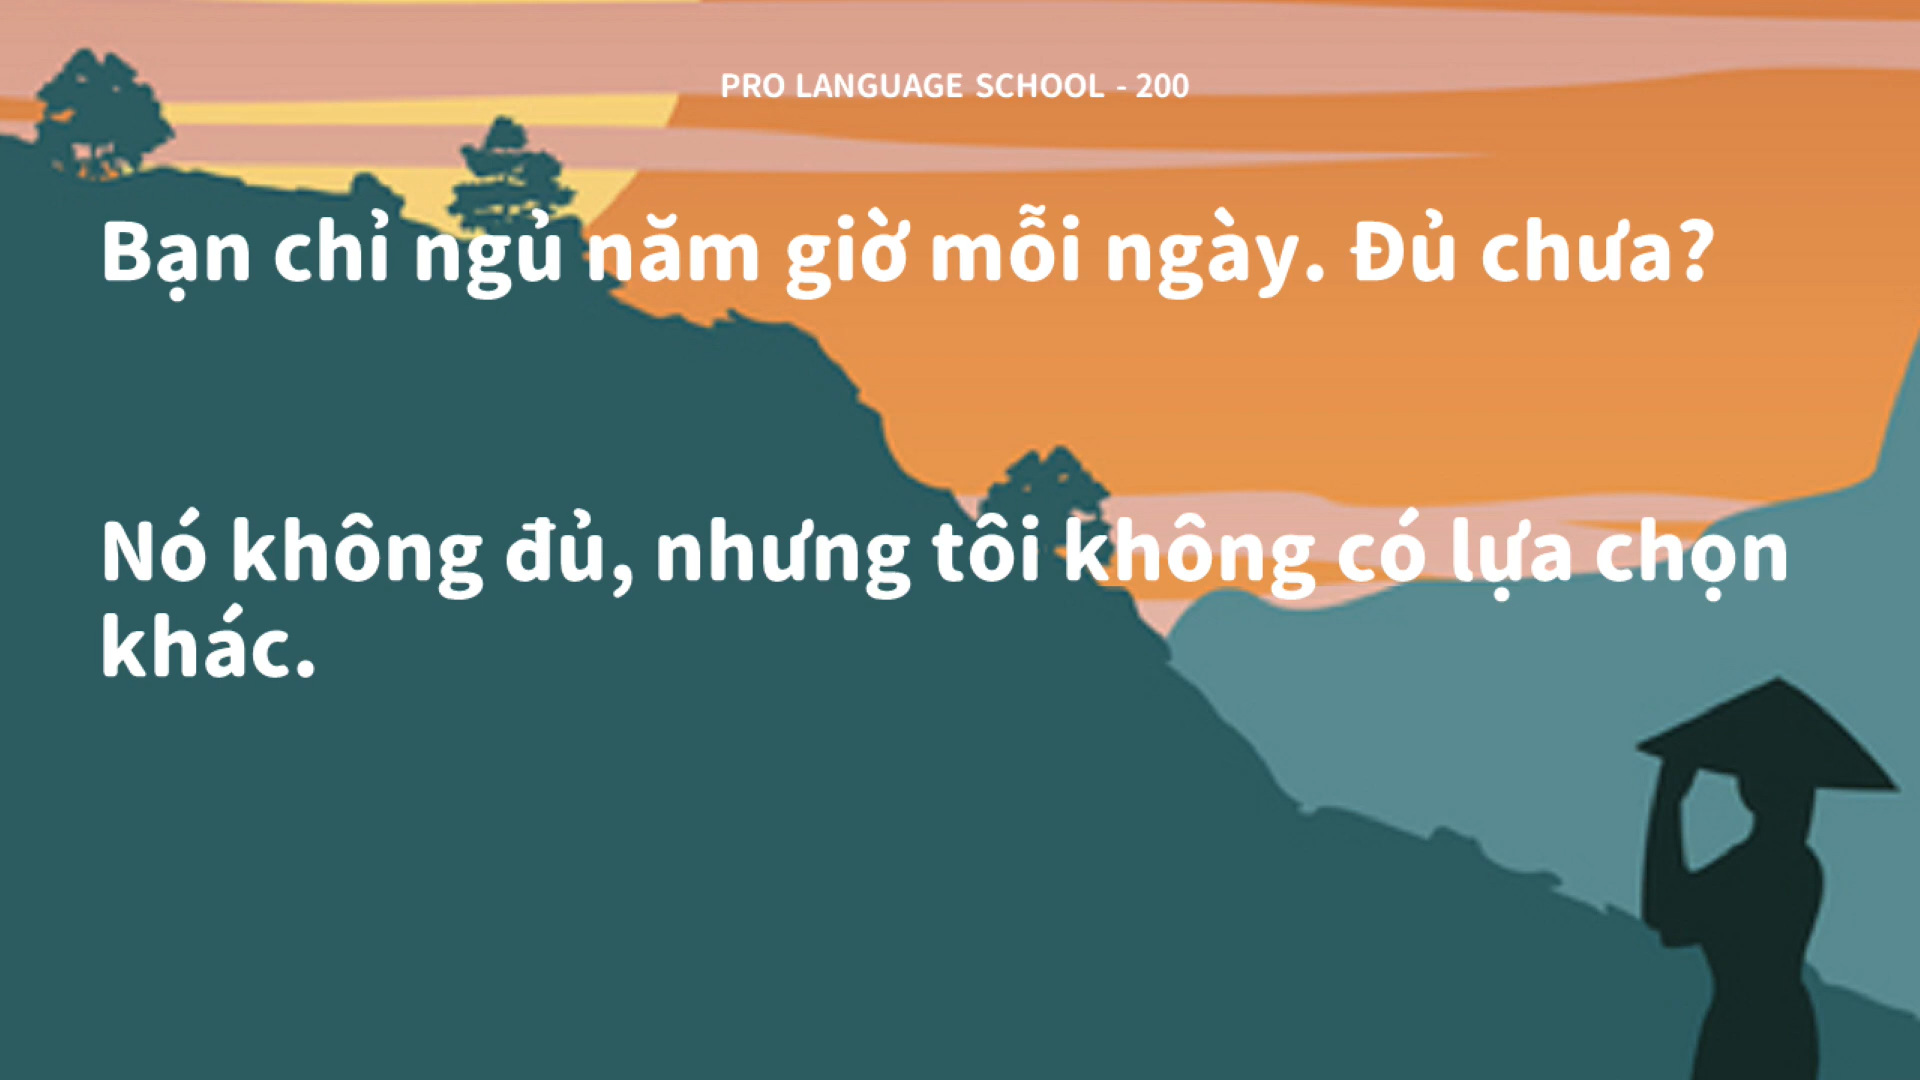 PRO LANGUAGE SCHOOL - 200
Bạn chỉ ngủ năm giờ mỗi ngày. Đủ chưa?
Nó không đủ, nhưng tôi không có lựa chọn
khác.